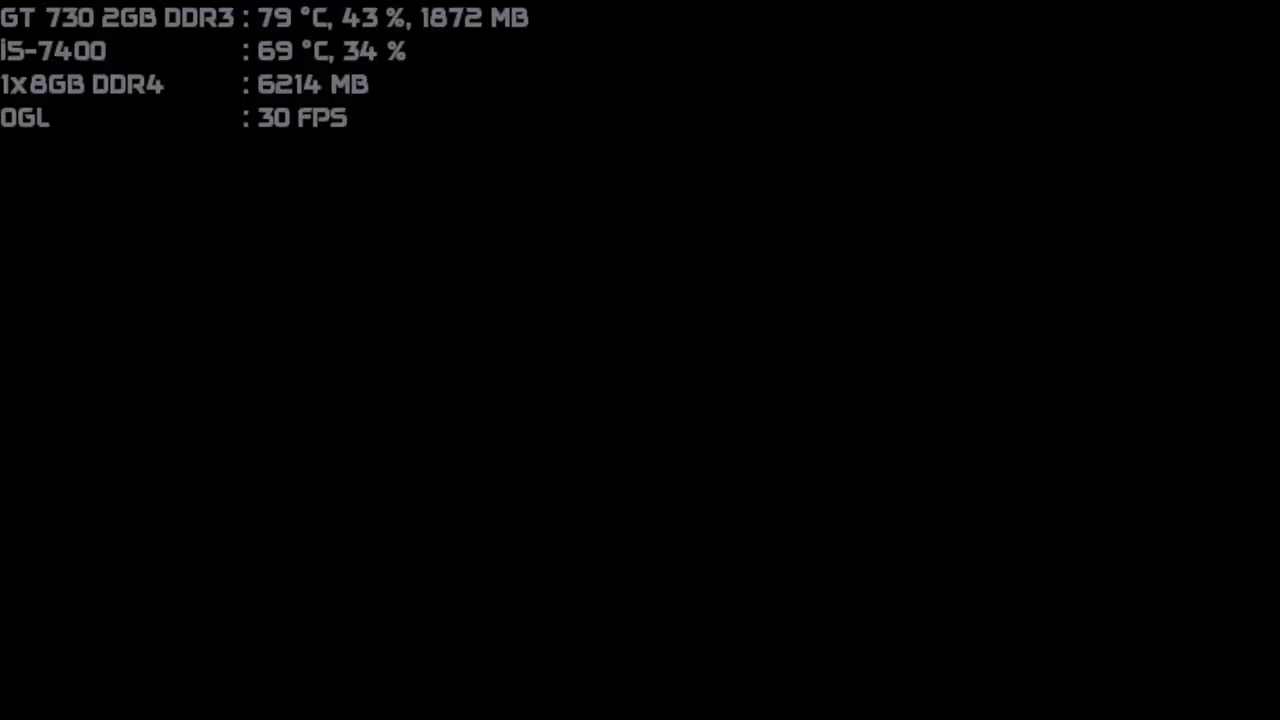 GT 730 2GB DDR3 : 79 °C, 43 %, 1872 MB
i5-7400 : 69 °C, 34 %
1x8GB DDR4 : 6214 MB
OGL : 30 FPS